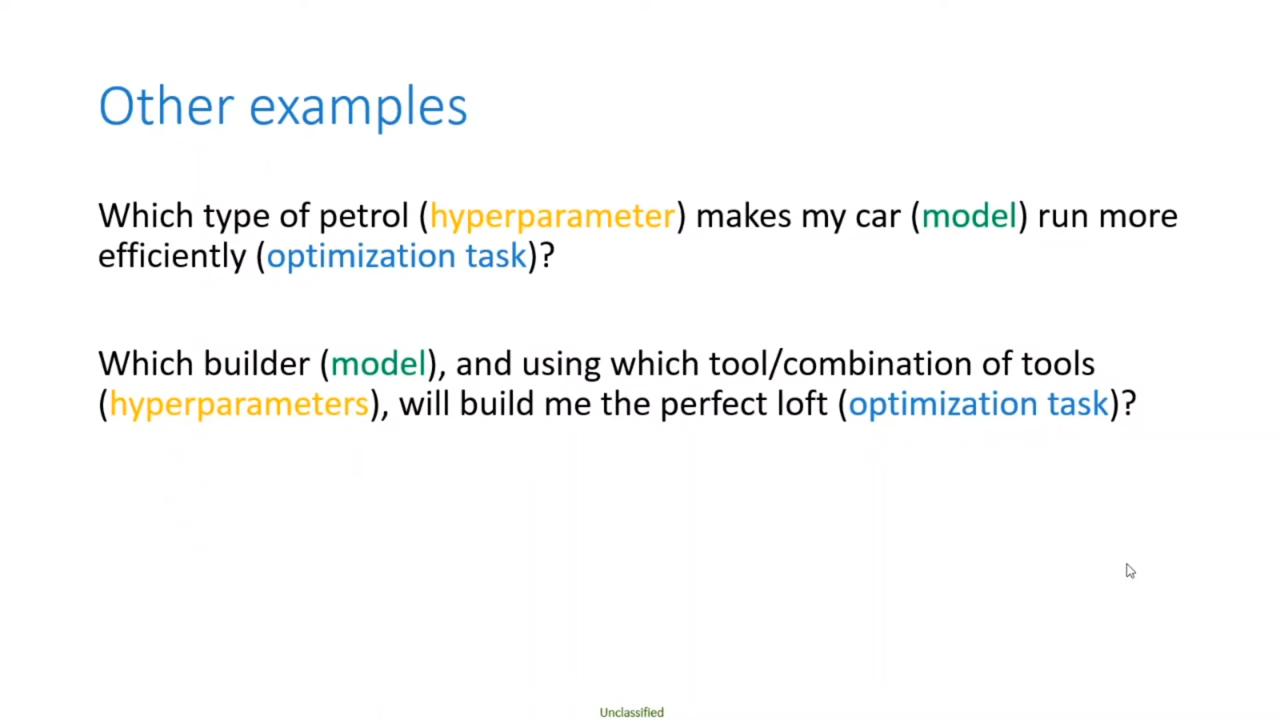 Other examples
Which type of petrol (hyperparameter) makes my car (model) run more
efficiently (optimization task)?
Which builder (model), and using which tool/combination of tools
(hyperparameters), will build me the perfect loft (optimization task)?
Unclassified